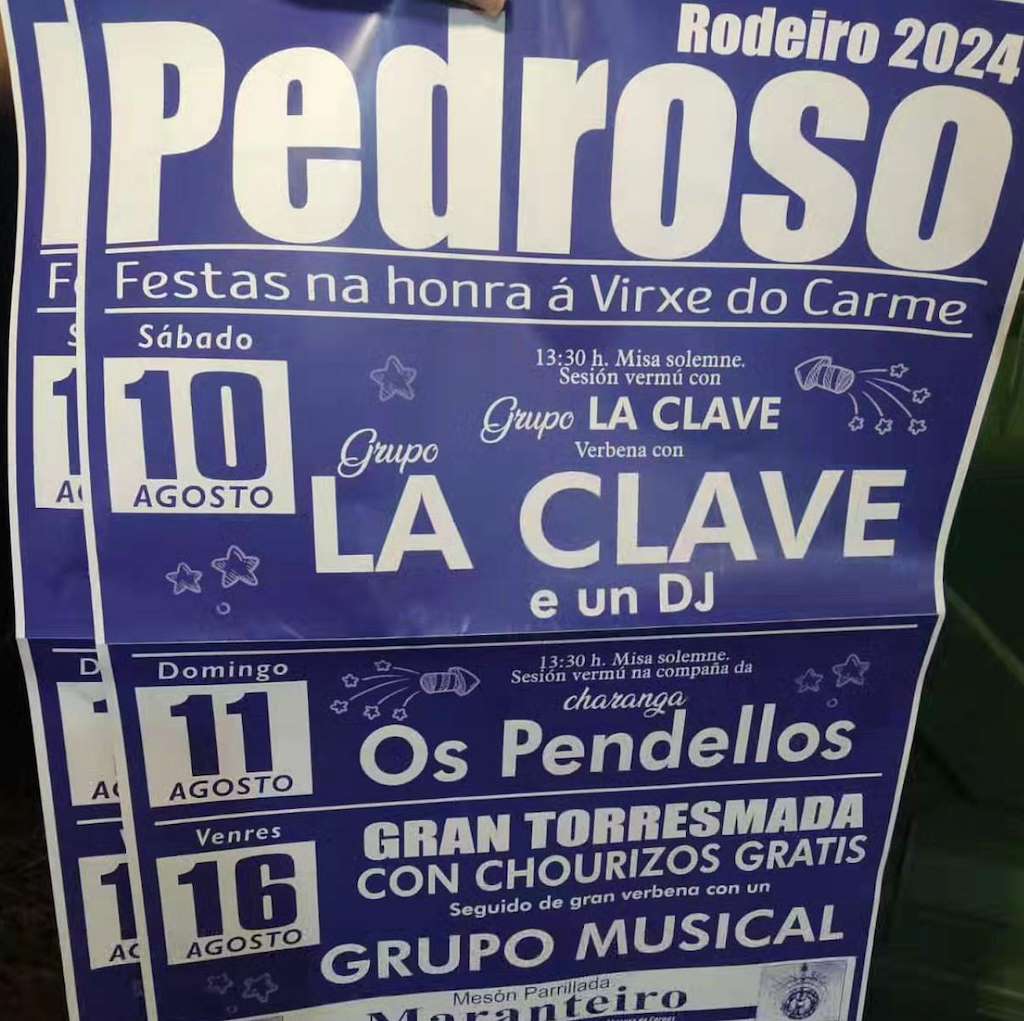 Rodeiro 2024
Pedroso
Festas na honra á Virxe do Carme
Sábado
10
AGOSTO
13:30 h. Misa solemne.
Sesión vermú con
Grupo LA CLAVE
Verbena con
Grupo
LA CLAVE
e un DJ
Domingo
11
AGOSTO
13:30 h. Misa solemne.
Sesión vermú na compaña da
charanga
Os Pendellos
Venres
16
AGOSTO
GRAN TORRESMADA
CON CHOURIZOS GRATIS
Seguido de gran verbena con un
GRUPO MUSICAL
Mesón Parrillada
Maranteiro